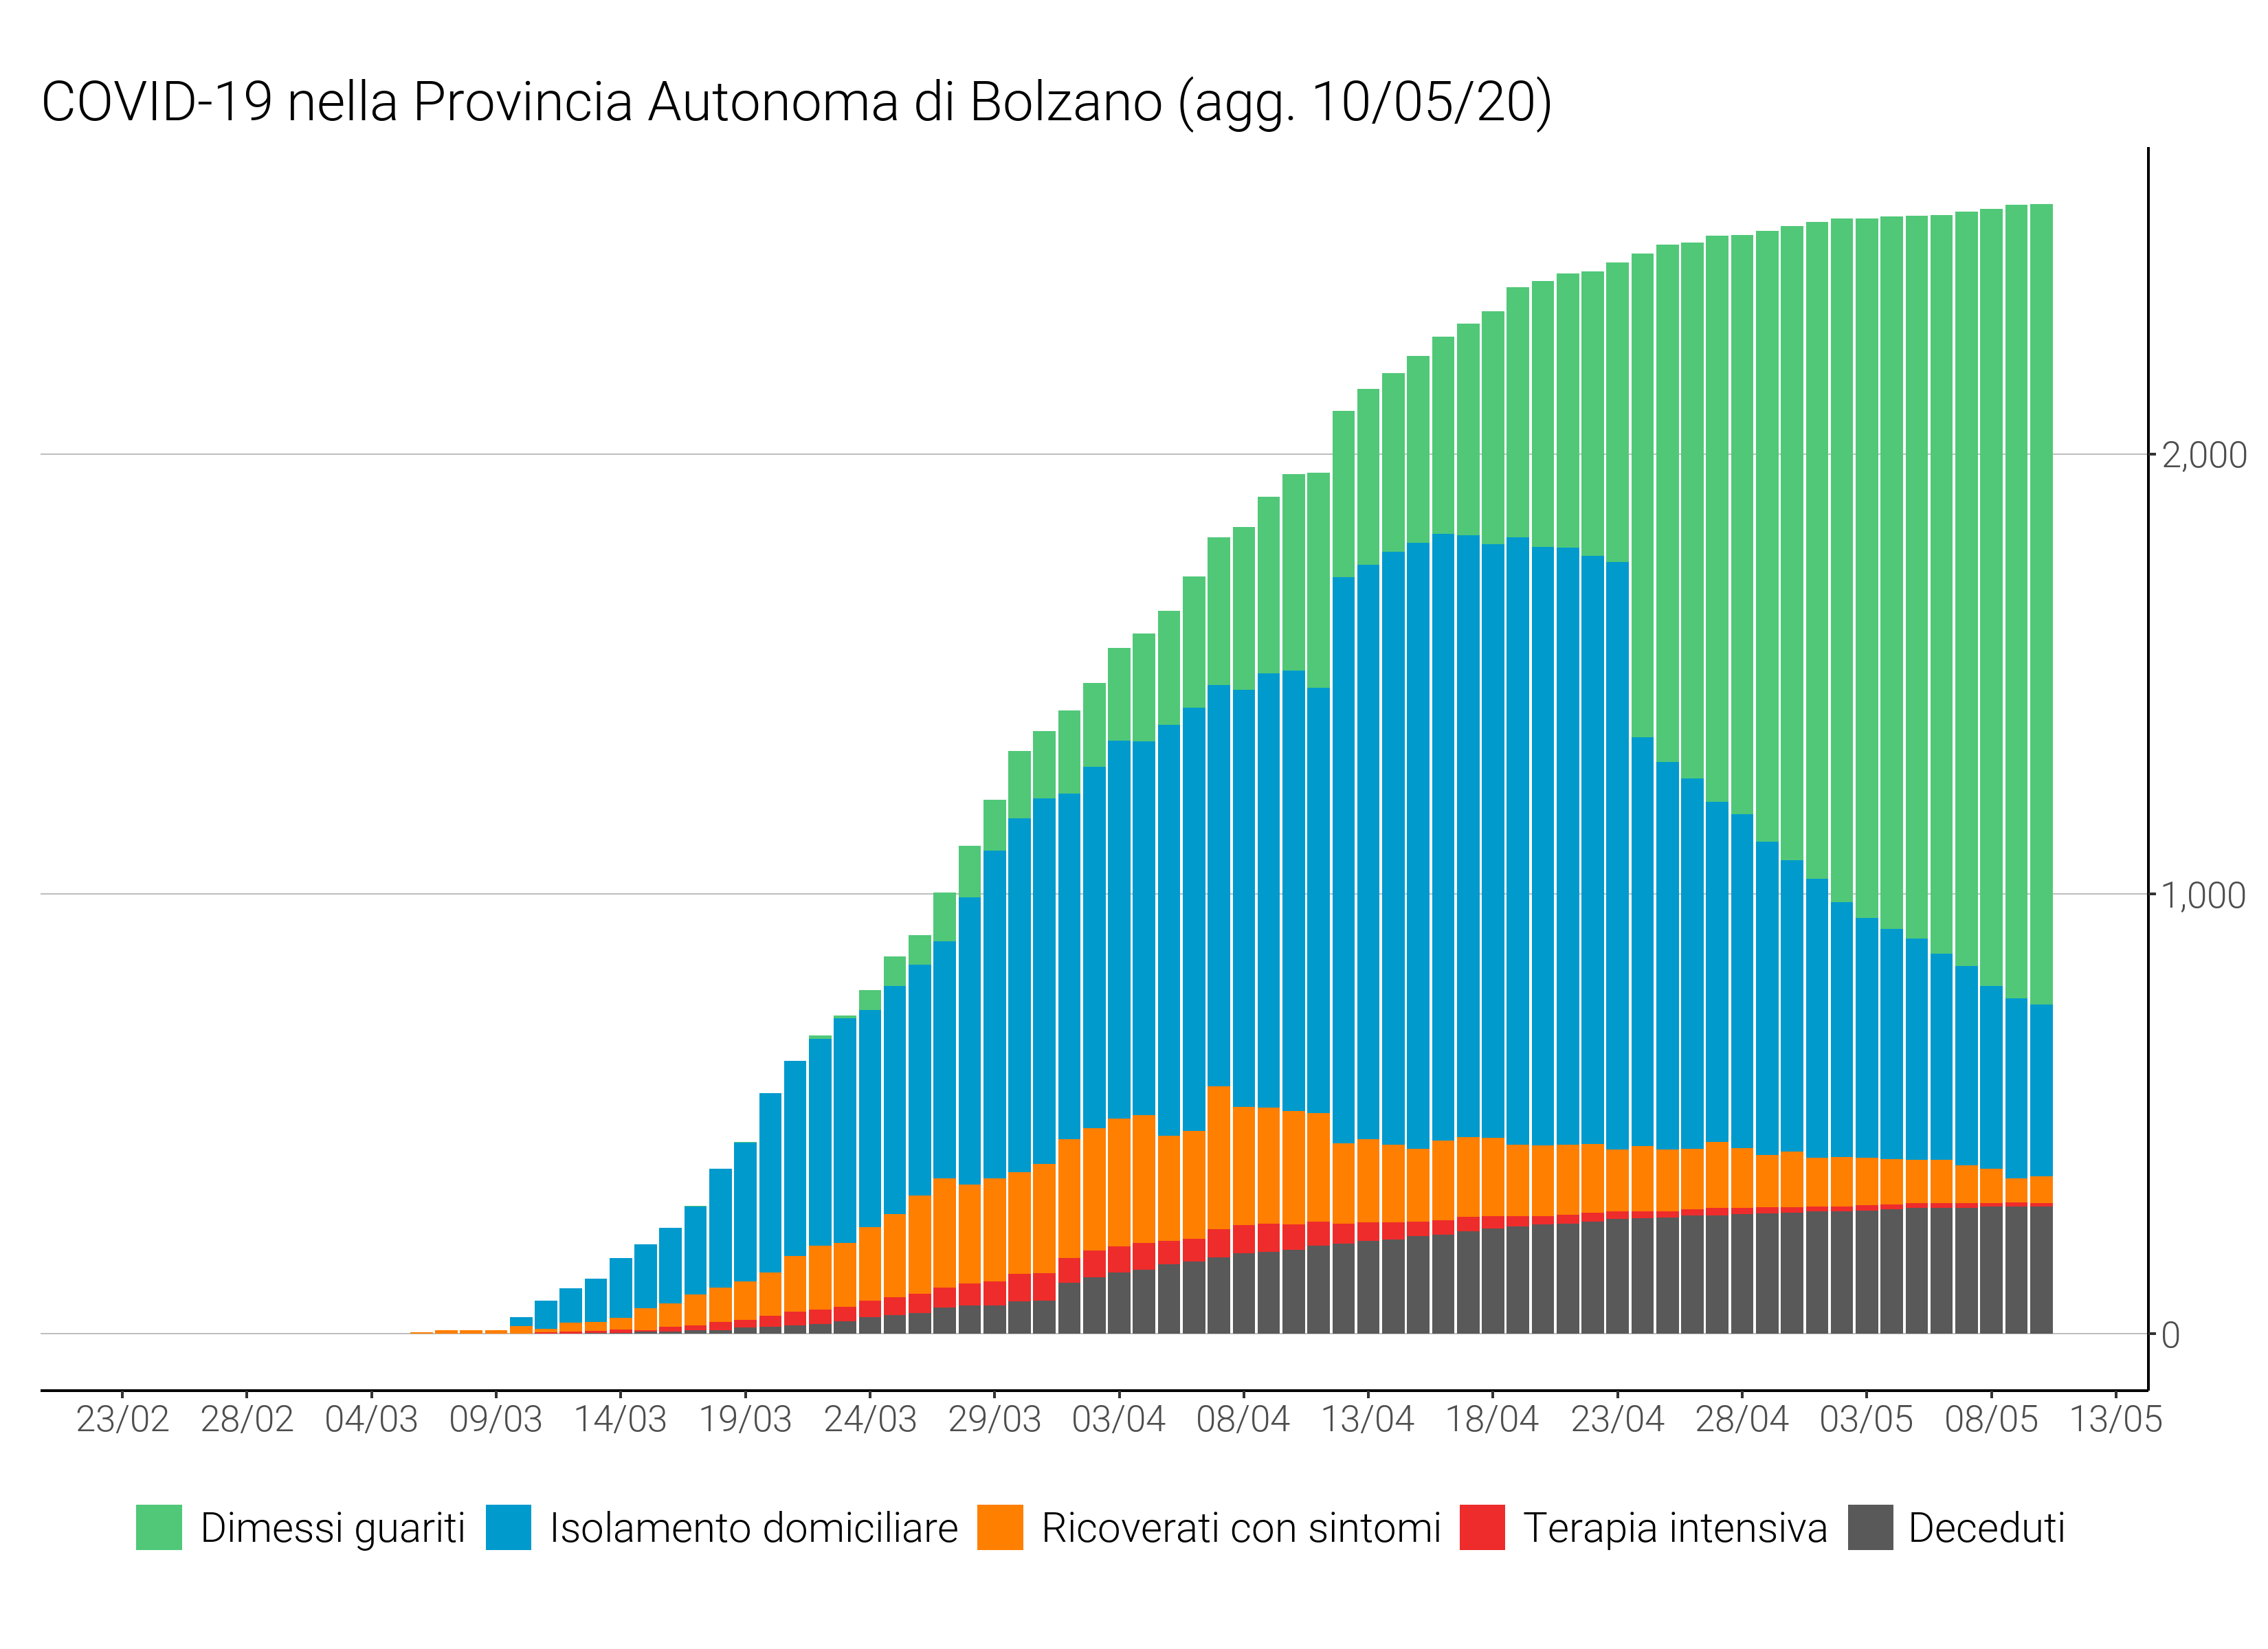 COVID-19 nella Provincia Autonoma di Bolzano (agg. 10/05/20)
2,000
1,000
0
23/02 28/02 04/03 09/03 14/03 19/03 24/03 29/03 03/04 08/04 13/04 18/04 23/04 28/04 03/05 08/05 13/05
Dimessi guariti Isolamento domiciliare Ricoverati con sintomi Terapia intensiva Deceduti